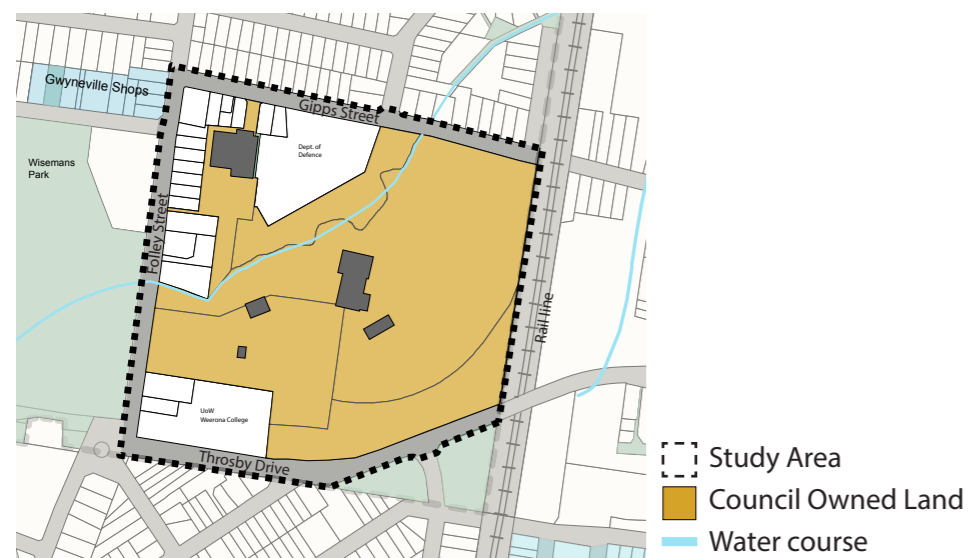 Gwyneville Shops
Gipps Street
Dept. of
Defence
Wisemans
Park
Folley Street
Rail line
UoW
Weerona College
Throsby Drive
Study Area
Council Owned Land
Water course